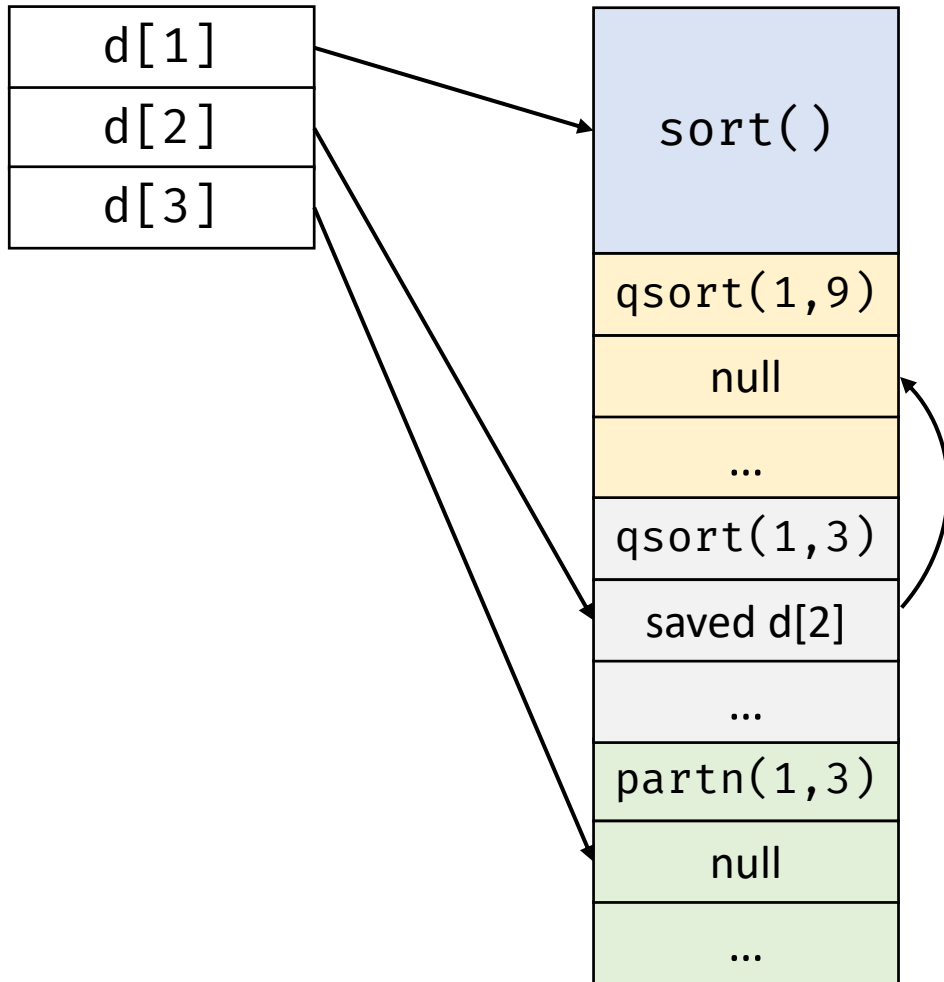 d[1]
d[2]
d[3]
sort()
qsort(1,9)
null
…
qsort(1,3)
saved d[2]
…
partn(1,3)
null
…